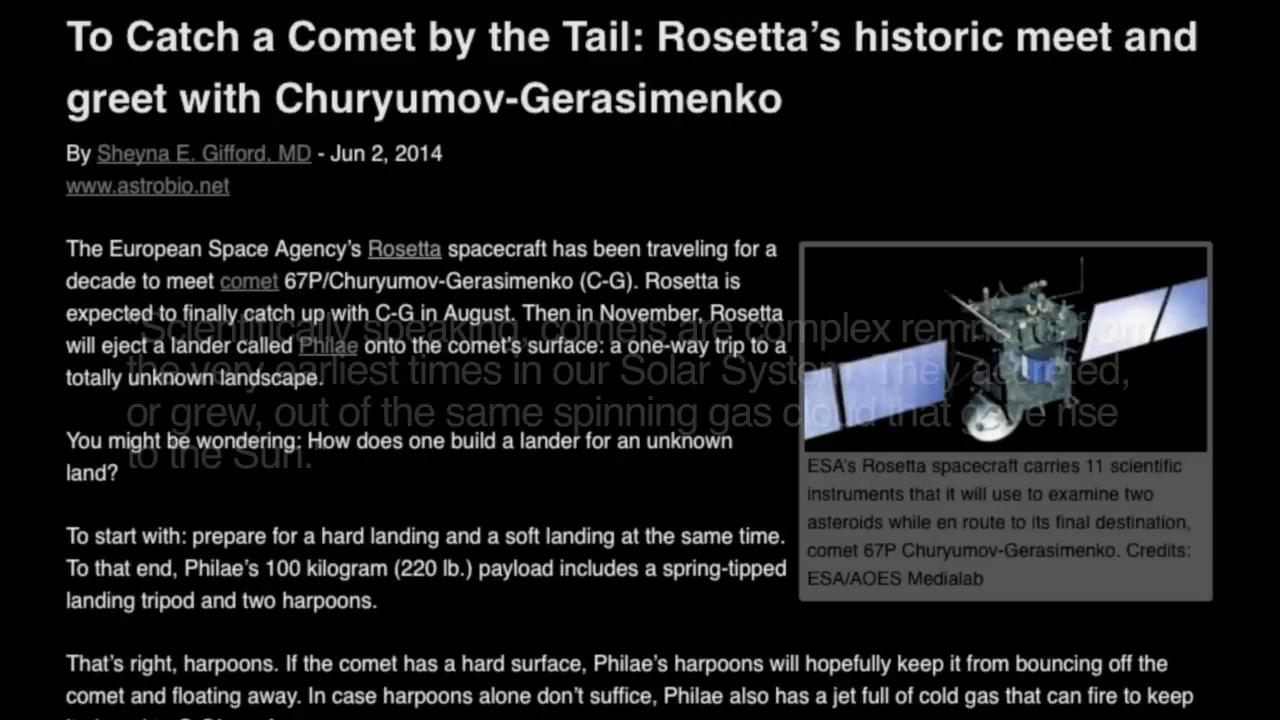 To Catch a Comet by the Tail: Rosetta's historic meet and
greet with Churyumov-Gerasimenko
By Sheyna E. Gifford, MD - Jun 2, 2014
www.astrobio.net
The European Space Agency's Rosetta spacecraft has been traveling for a
decade to meet comet 67P/Churyumov-Gerasimenko (C-G). Rosetta is
expected to finally catch up with C-G in August. Then in November, Rosetta
will eject a lander called Philae onto the comet's surface: a one-way trip to a
totally unknown landscape.
You might be wondering: How does one build a lander for an unknown
land?
To start with: prepare for a hard landing and a soft landing at the same time.
To that end, Philae's 100 kilogram (220 lb.) payload includes a spring-tipped
landing tripod and two harpoons.
That's right, harpoons. If the comet has a hard surface, Philae's harpoons will hopefully keep it from bouncing off the
comet and floating away. In case harpoons alone don't suffice, Philae also has a jet full of cold gas that can fire to keep
ESA's Rosetta spacecraft carries 11 scientific
instruments that it will use to examine two
asteroids while en route to its final destination,
comet 67P Churyumov-Gerasimenko. Credits:
ESA/AOES Medialab
"Scientifically speaking, comets are complex remnants from
the very earliest times in our Solar System. They accreted,
or grew, out of the same spinning gas cloud that gave rise
to the Sun.